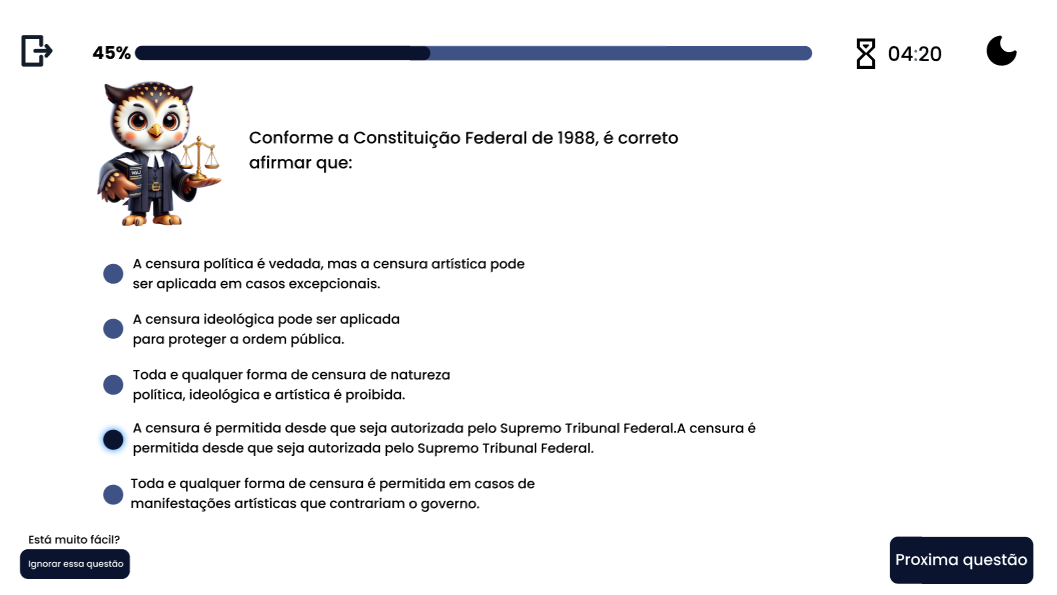 45%
04:20
Conforme a Constituição Federal de 1988, é correto
afirmar que:
A censura política é vedada, mas a censura artística pode
ser aplicada em casos excepcionais.
A censura ideológica pode ser aplicada
para proteger a ordem pública.
Toda e qualquer forma de censura de natureza
política, ideológica e artística é proibida.
A censura é permitida desde que seja autorizada pelo Supremo Tribunal Federal.A censura é
permitida desde que seja autorizada pelo Supremo Tribunal Federal.
Toda e qualquer forma de censura é permitida em casos de
manifestações artísticas que contrariam o governo.
Está muito fácil?
Ignorar essa questão
Proxima questão